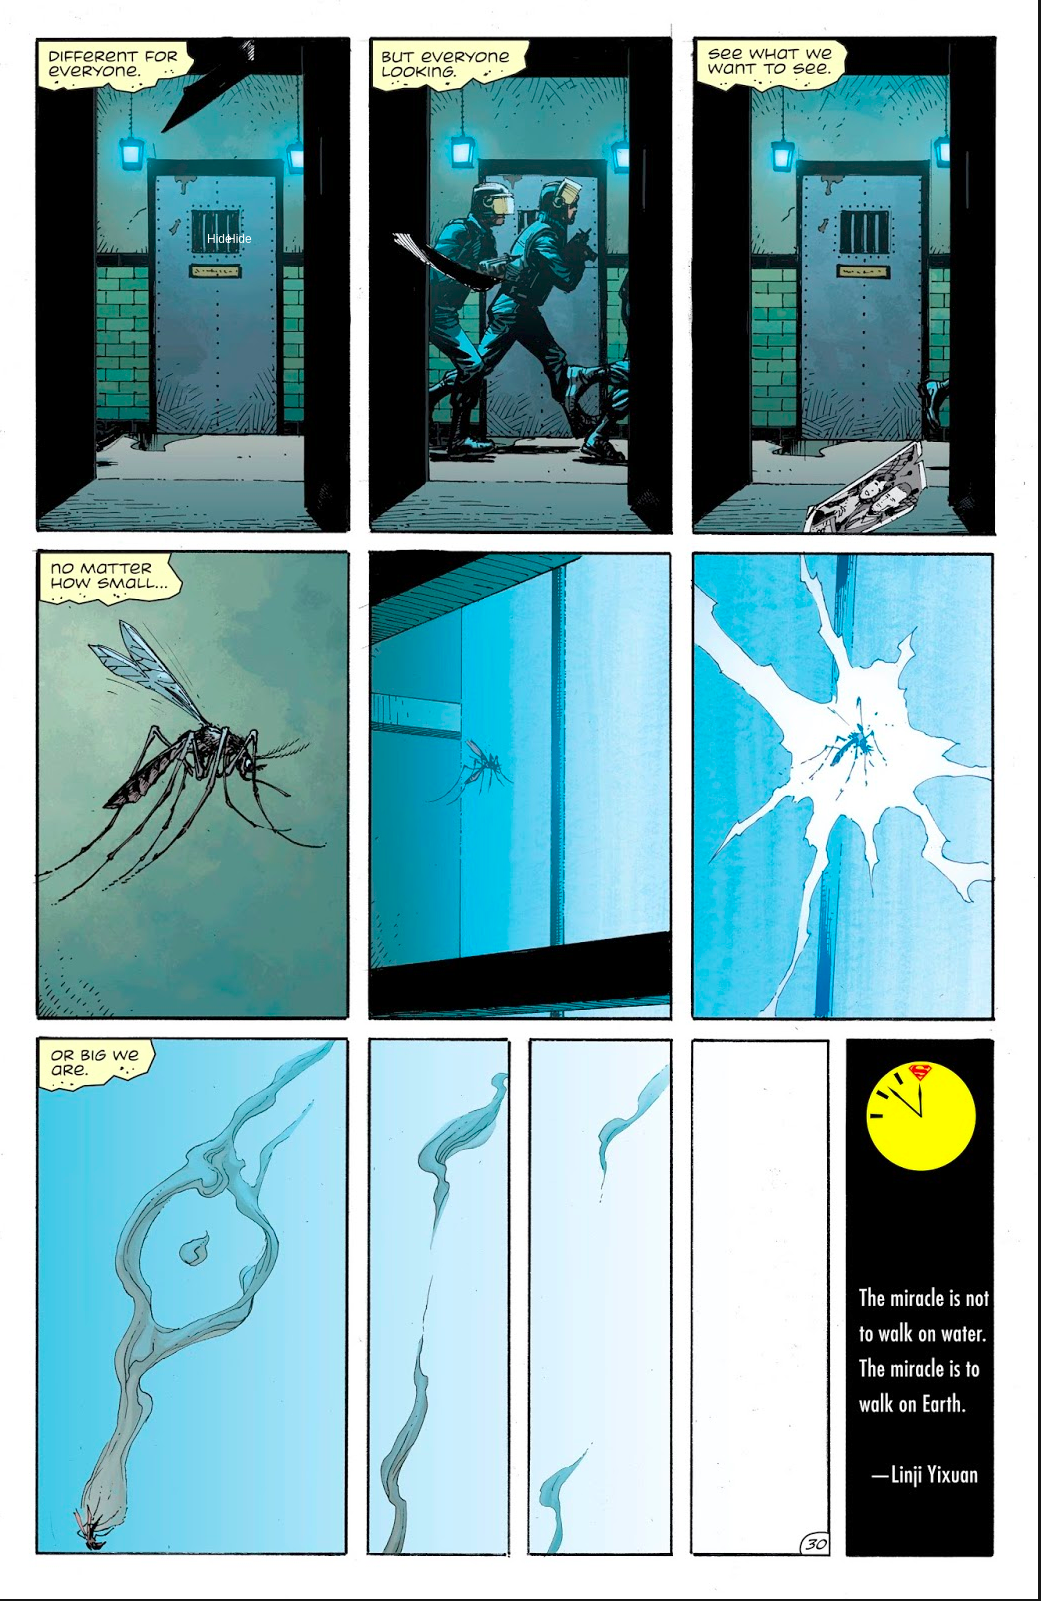 DIFFERENT FOR
EVERYONE.
BUT EVERYONE
LOOKING.
SEE WHAT WE
WANT TO SEE.
HideHide
NO MATTER
HOW SMALL...
OR BIG WE
ARE.
S
The miracle is not
to walk on water.
The miracle is to
walk on Earth.
—Linji Yixuan
30